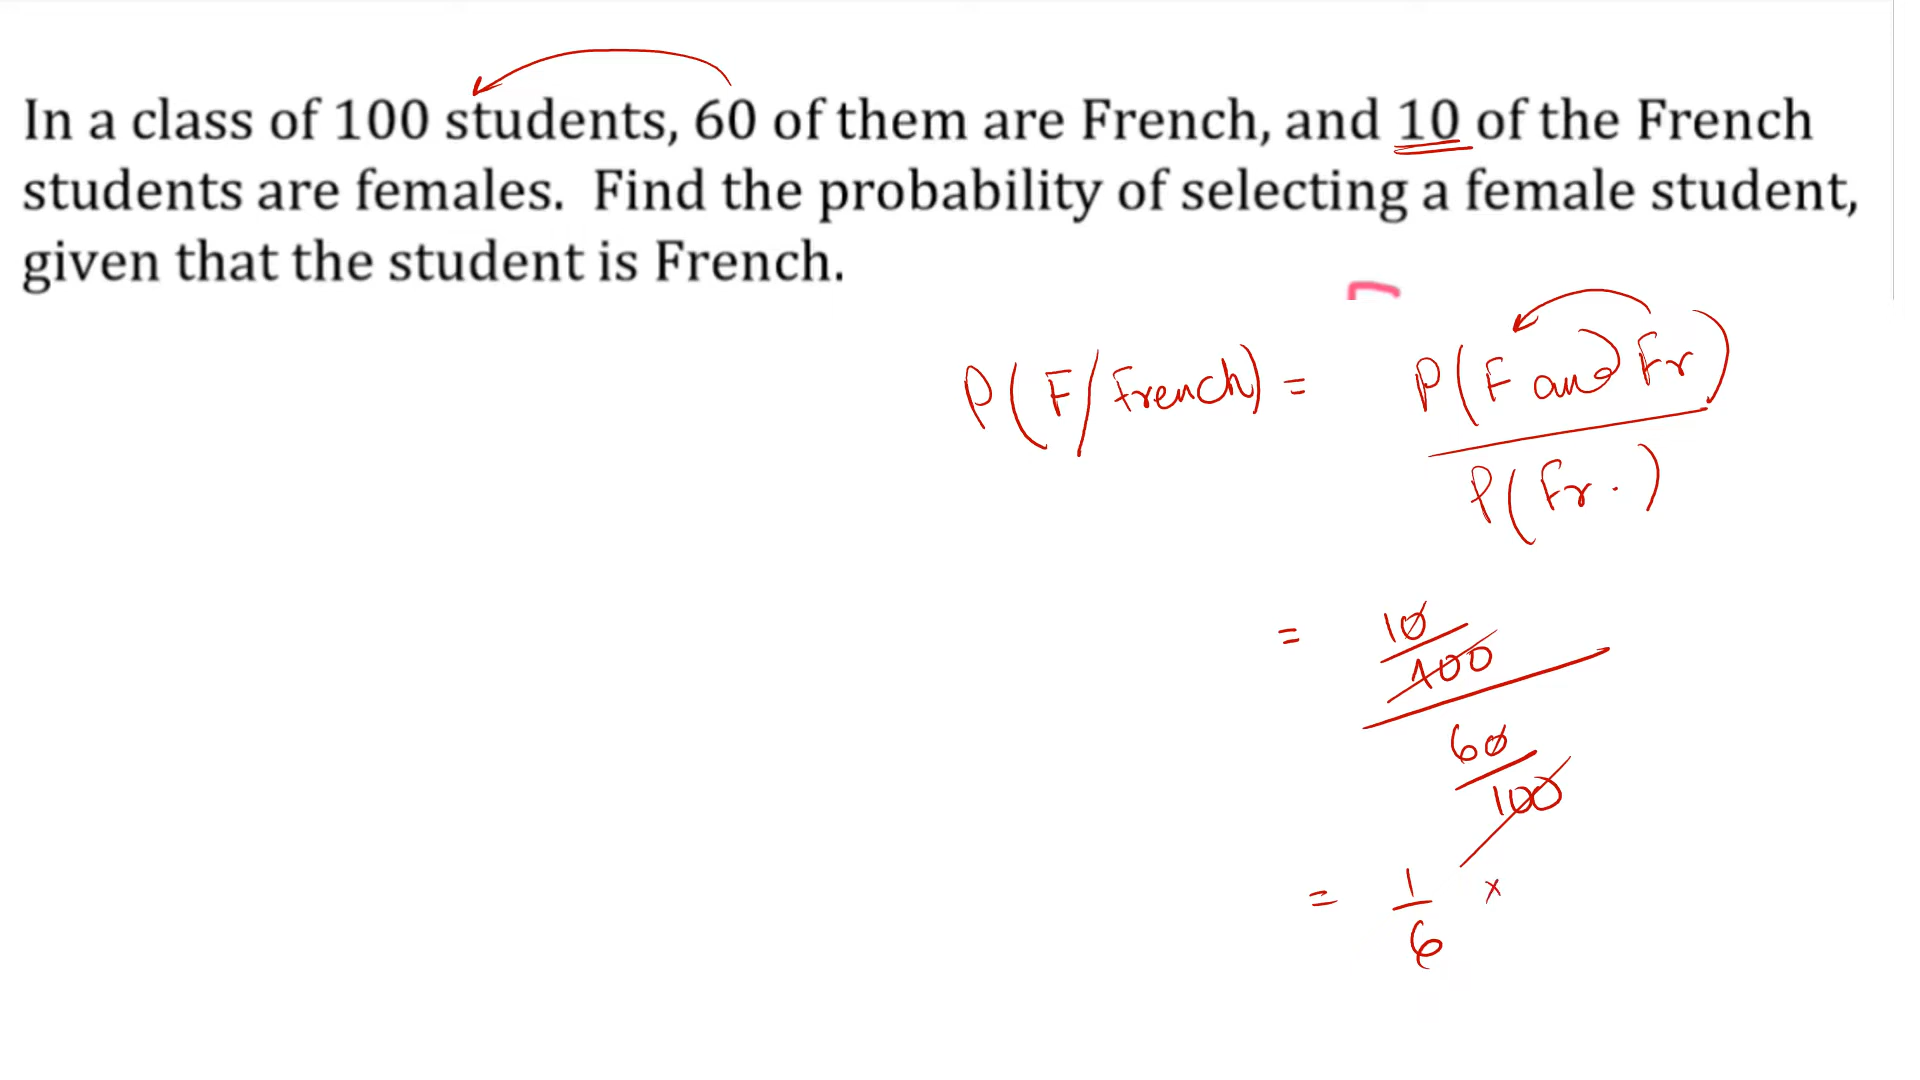 In a class of 100 students, 60 of them are French, and 10 of the French
students are females. Find the probability of selecting a female student,
given that the student is French.
P(F/French) = P(F and Fr)
P(Fr.)
= 10
100
60
100
= 1 ×
6